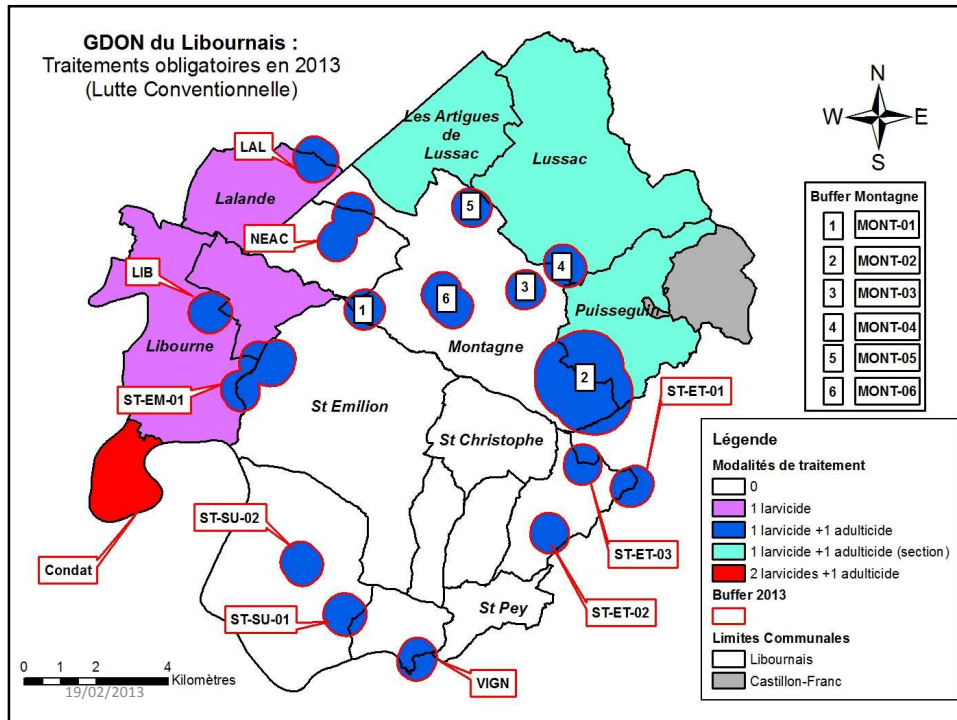 GDON du Libournais :
Traitements obligatoires en 2013
(Lutte Conventionnelle)
N
W E
S
Les Artigues
de
Lussac
Lussac
LAL
Lalande
NEAC
LIB
Libourne
ST-EM-01
Condat
St Emilion
Montagne
Puisseguin
St Christophe
St Pey
ST-ET-01
ST-ET-03
ST-ET-02
ST-SU-02
ST-SU-01
VIGN
1
2
3
4
5
6
Buffer Montagne
1 MONT-01
2 MONT-02
3 MONT-03
4 MONT-04
5 MONT-05
6 MONT-06
Légende
Modalités de traitement
0
1 larvicide
1 larvicide +1 adulticide
1 larvicide +1 adulticide (section)
2 larvicides +1 adulticide
Buffer 2013
Limites Communales
Libournais
Castillon-Franc
0 1 2 4
Kilomètres
19/02/2013